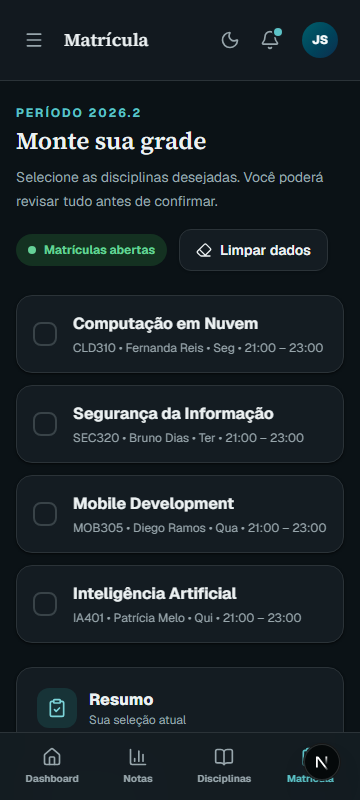 Matrícula
JS
PERÍODO 2026.2
Monte sua grade
Selecione as disciplinas desejadas. Você poderá
revisar tudo antes de confirmar.
Matrículas abertas
Limpar dados
Computação em Nuvem
CLD310 • Fernanda Reis • Seg • 21:00 – 23:00
Segurança da Informação
SEC320 • Bruno Dias • Ter • 21:00 – 23:00
Mobile Development
MOB305 • Diego Ramos • Qua • 21:00 – 23:00
Inteligência Artificial
IA401 • Patrícia Melo • Qui • 21:00 – 23:00
Resumo
Sua seleção atual
N
Dashboard Notas Disciplinas Matrícula